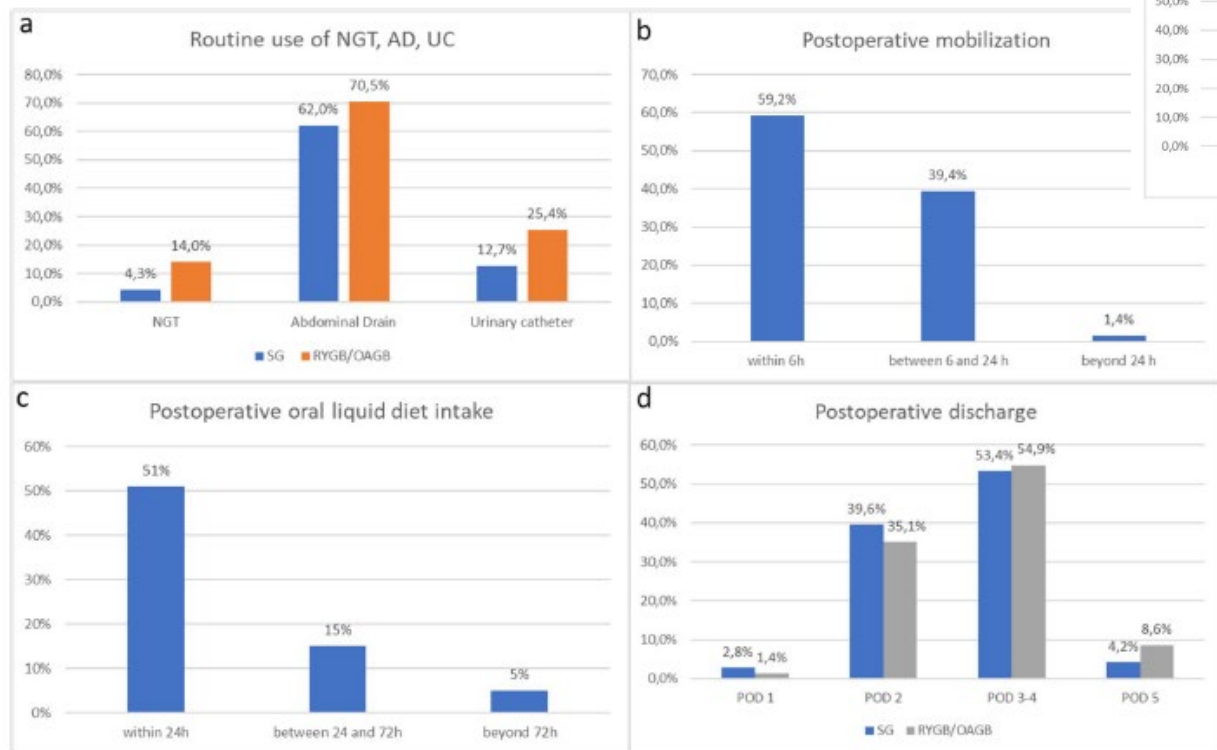 a
Routine use of NGT, AD, UC
80,0%
70,0%
60,0%
50,0%
40,0%
30,0%
20,0%
10,0%
0,0%
4,3%
14,0%
62,0%
70,5%
12,7%
25,4%
NGT
Abdominal Drain
Urinary catheter
SG
RYGB/OAGB
b
Postoperative mobilization
70,0%
60,0%
50,0%
40,0%
30,0%
20,0%
10,0%
0,0%
59,2%
39,4%
1,4%
within 6h
between 6 and 24 h
beyond 24 h
50,0%
40,0%
30,0%
20,0%
10,0%
0,0%
c
Postoperative oral liquid diet intake
60%
50%
40%
30%
20%
10%
0%
51%
15%
5%
within 24h
between 24 and 72h
beyond 72h
d
Postoperative discharge
60,0%
50,0%
40,0%
30,0%
20,0%
10,0%
0,0%
2,8%
1,4%
39,6%
35,1%
53,4%
54,9%
4,2%
8,6%
POD 1
POD 2
POD 3-4
POD 5
SG
RYGB/OAGB